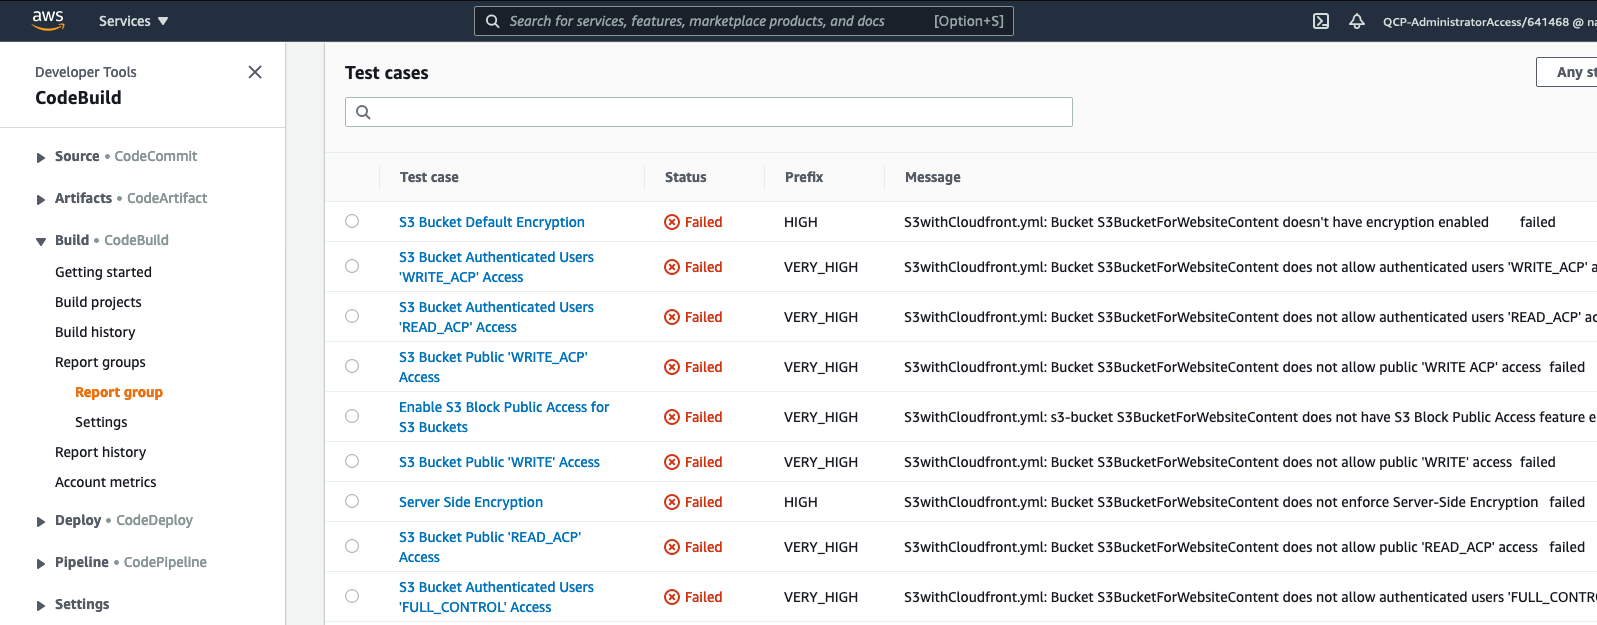 aws
Services ▼
Search for services, features, marketplace products, and docs
[Option+S]
QCP-AdministratorAccess/641468 @ na
Developer Tools
CodeBuild
Source • CodeCommit
Artifacts • CodeArtifact
Build • CodeBuild
Getting started
Build projects
Build history
Report groups
Report group
Settings
Report history
Account metrics
Deploy • CodeDeploy
Pipeline • CodePipeline
Settings
Test cases
Any st
Test case Status Prefix Message
S3 Bucket Default Encryption Failed HIGH S3withCloudfront.yml: Bucket S3BucketForWebsiteContent doesn't have encryption enabled failed
S3 Bucket Authenticated Users
'WRITE_ACP' Access
Failed VERY_HIGH S3withCloudfront.yml: Bucket S3BucketForWebsiteContent does not allow authenticated users 'WRITE_ACP' a
S3 Bucket Authenticated Users
'READ_ACP' Access
Failed VERY_HIGH S3withCloudfront.yml: Bucket S3BucketForWebsiteContent does not allow authenticated users 'READ_ACP' ac
S3 Bucket Public 'WRITE_ACP'
Access
Failed VERY_HIGH S3withCloudfront.yml: Bucket S3BucketForWebsiteContent does not allow public 'WRITE ACP' access failed
Enable S3 Block Public Access for
S3 Buckets
Failed VERY_HIGH S3withCloudfront.yml: s3-bucket S3BucketForWebsiteContent does not have S3 Block Public Access feature e
S3 Bucket Public 'WRITE' Access Failed VERY_HIGH S3withCloudfront.yml: Bucket S3BucketForWebsiteContent does not allow public 'WRITE' access failed
Server Side Encryption Failed HIGH S3withCloudfront.yml: Bucket S3BucketForWebsiteContent does not enforce Server-Side Encryption failed
S3 Bucket Public 'READ_ACP'
Access
Failed VERY_HIGH S3withCloudfront.yml: Bucket S3BucketForWebsiteContent does not allow public 'READ_ACP' access failed
S3 Bucket Authenticated Users
'FULL_CONTROL' Access
Failed VERY_HIGH S3withCloudfront.yml: Bucket S3BucketForWebsiteContent does not allow authenticated users 'FULL_CONTR